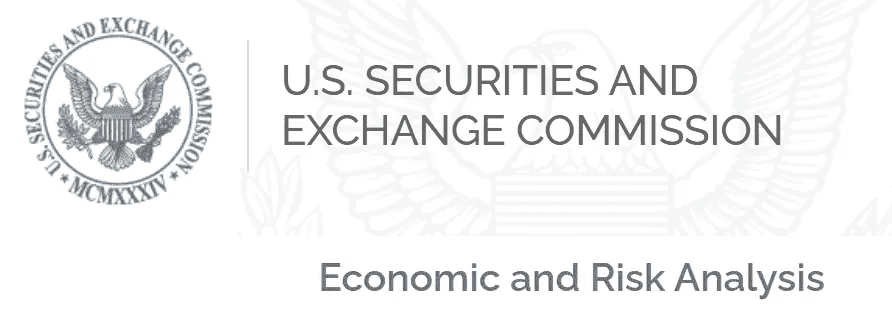 U.S. SECURITIES AND EXCHANGE COMMISSION
MCMXXXIV
U.S. SECURITIES AND
EXCHANGE COMMISSION
Economic and Risk Analysis